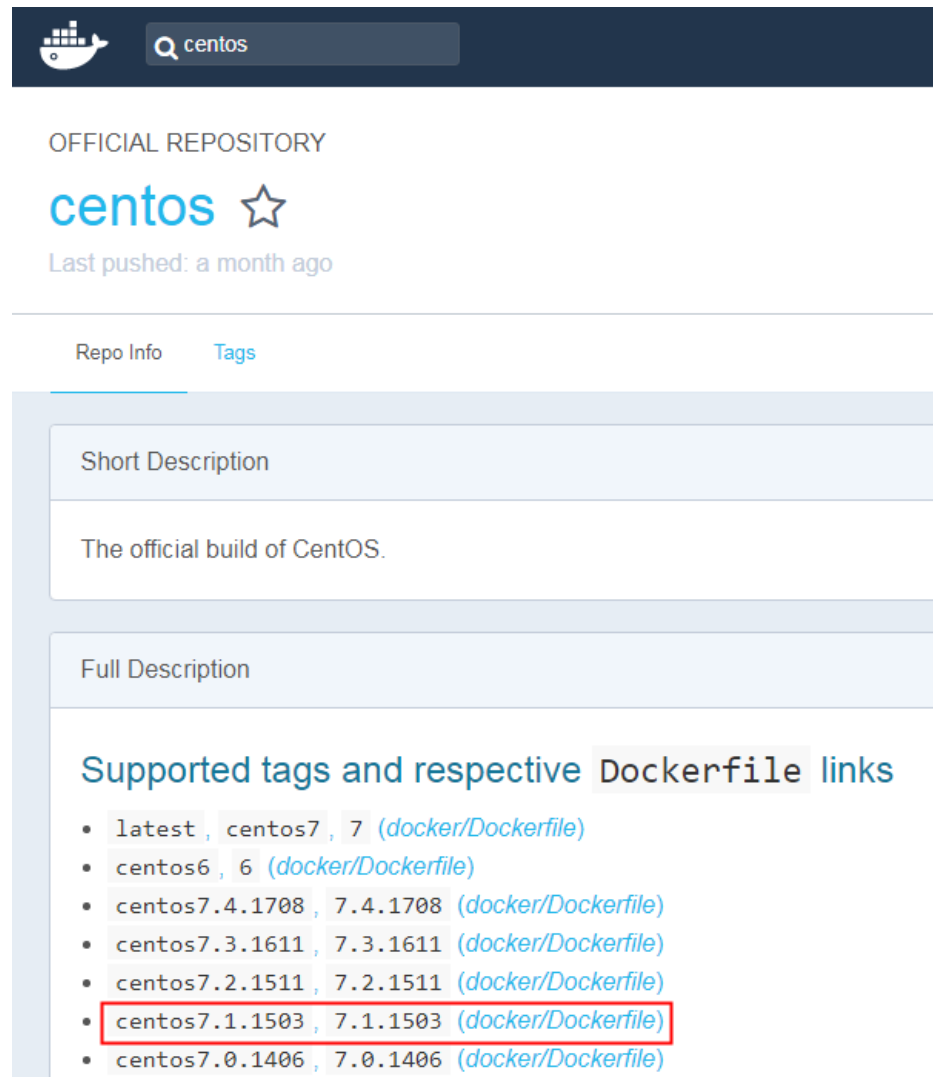 centos
OFFICIAL REPOSITORY
centos
Last pushed: a month ago
Repo Info Tags
Short Description
The official build of CentOS.
Full Description
Supported tags and respective Dockerfile links
• latest , centos7 , 7 (docker/Dockerfile)
• centos6 , 6 (docker/Dockerfile)
• centos7.4.1708 , 7.4.1708 (docker/Dockerfile)
• centos7.3.1611 , 7.3.1611 (docker/Dockerfile)
• centos7.2.1511 , 7.2.1511 (docker/Dockerfile)
• centos7.1.1503 , 7.1.1503 (docker/Dockerfile)
• centos7.0.1406 , 7.0.1406 (docker/Dockerfile)